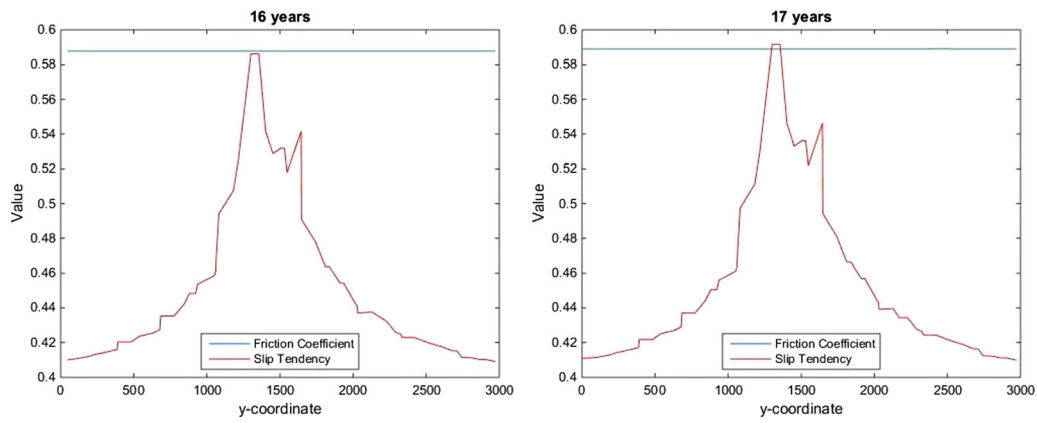 16 years
0.6
0.58
0.56
0.54
0.52
0.5
0.48
0.46
0.44
0.42
0.4
Value
Friction Coefficient
Slip Tendency
0 500 1000 1500 2000 2500 3000
y-coordinate
17 years
0.6
0.58
0.56
0.54
0.52
0.5
0.48
0.46
0.44
0.42
0.4
Value
Friction Coefficient
Slip Tendency
0 500 1000 1500 2000 2500 3000
y-coordinate